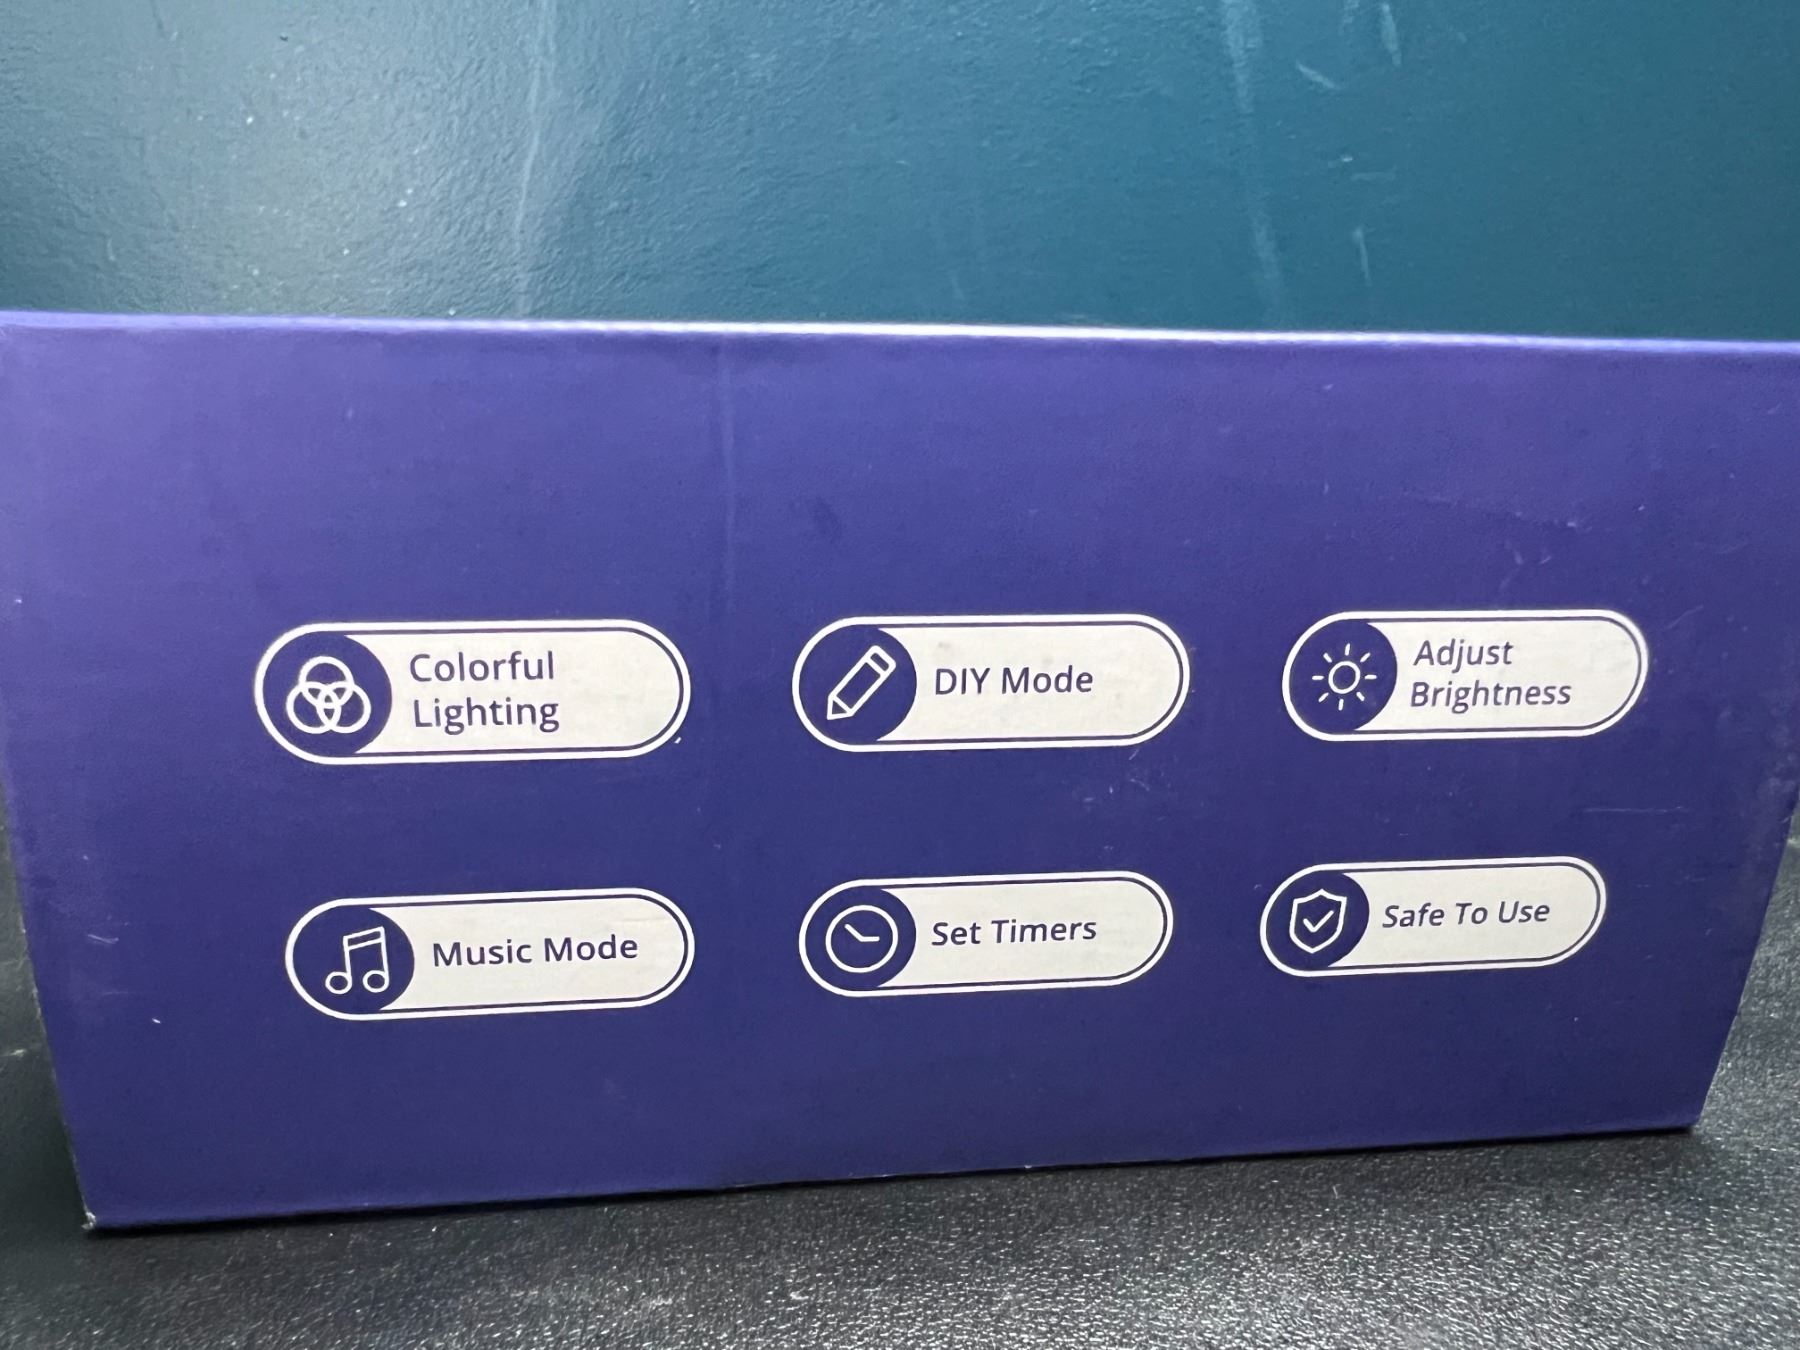 Colorful
Lighting
DIY Mode
Adjust
Brightness
Music Mode
Set Timers
Safe To Use